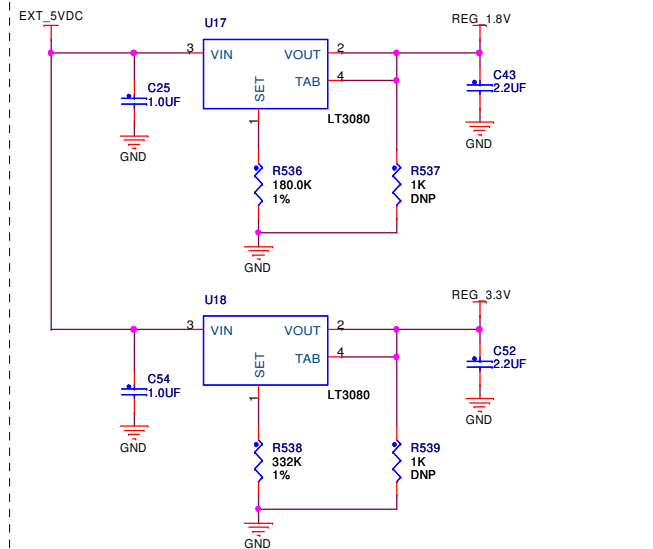 EXT_5VDC
U17
REG_1.8V
3
VIN
VOUT
2
TAB
4
SET
1
LT3080
C25
1.0UF
GND
C43
2.2UF
GND
R536
180.0K
1%
R537
1K
DNP
GND
U18
REG_3.3V
3
VIN
VOUT
2
TAB
4
SET
1
LT3080
C54
1.0UF
GND
C52
2.2UF
GND
R538
332K
1%
R539
1K
DNP
GND